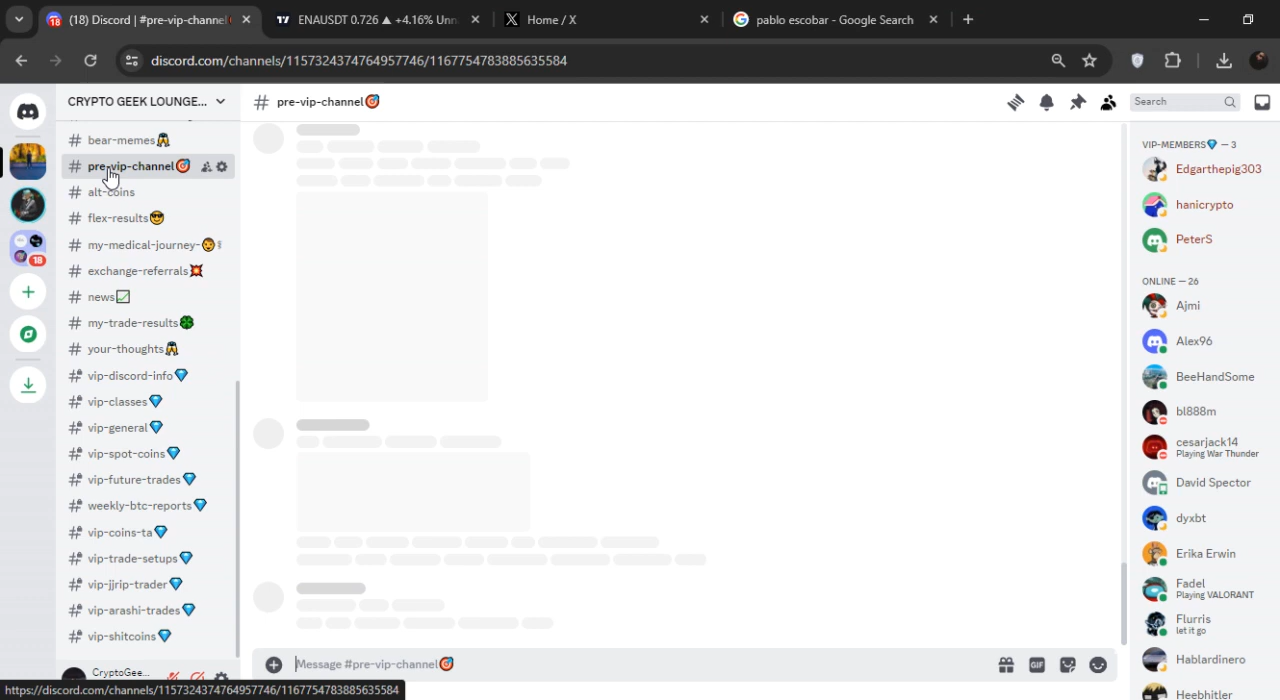 (18) Discord | #pre-vip-channel
ENAUSDT 0.726 ▲ +4.16% Unn
Home / X
pablo escobar - Google Search
discord.com/channels/1157324374764957746/1167754783885635584
CRYPTO GEEK LOUNGE...
# pre-vip-channel🎯
Search
# bear-memes
# pre-vip-channel🎯
# alt-coins
# flex-results😎
# my-medical-journey-
# exchange-referrals💥
# news
# my-trade-results🍀
# your-thoughts
# vip-discord-info💎
# vip-classes💎
# vip-general💎
# vip-spot-coins💎
# vip-future-trades💎
# weekly-btc-reports💎
# vip-coins-ta💎
# vip-trade-setups💎
# vip-jjrip-trader💎
# vip-arashi-trades💎
# vip-shitcoins💎
CryptoGee...
18
Message #pre-vip-channel🎯
GIF
VIP-MEMBERS💎 — 3
Edgarthepig303
hanicrypto
PeterS
ONLINE — 26
Ajmi
Alex96
BeeHandSome
bl888m
cesarjack14
Playing War Thunder
David Spector
dyxbt
Erika Erwin
Fadel
Playing VALORANT
Flurris
let it go
Hablardinero
Heebhitler
https://discord.com/channels/1157324374764957746/1167754783885635584